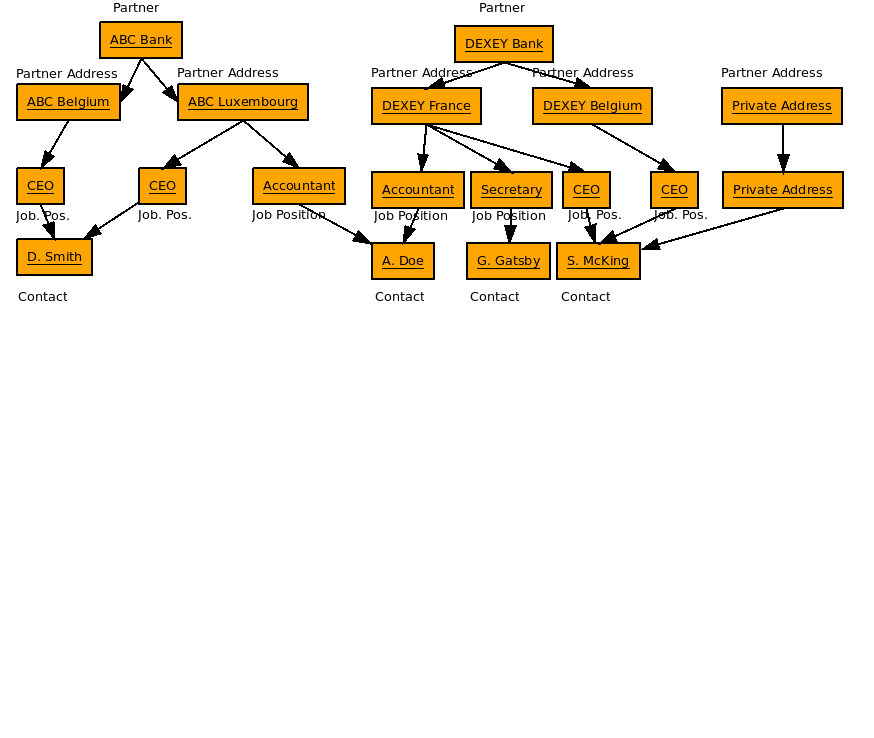 Partner
Partner
ABC Bank
DEXEY Bank
Partner Address
Partner Address
Partner Address
Partner Address
Partner Address
ABC Belgium
ABC Luxembourg
DEXEY France
DEXEY Belgium
Private Address
CEO
CEO
Accountant
Accountant
Secretary
CEO
CEO
Private Address
Job. Pos.
Job. Pos.
Job Position
Job Position
Job Position
Job. Pos.
Job. Pos.
D. Smith
A. Doe
G. Gatsby
S. McKing
Contact
Contact
Contact
Contact